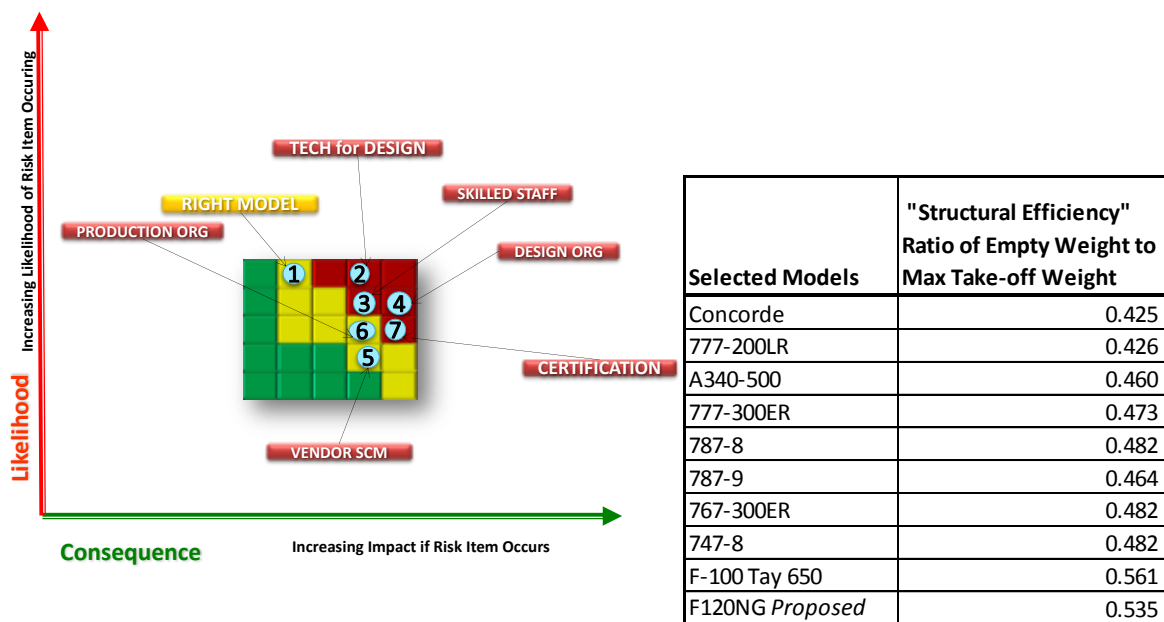 Increasing Likelihood of Risk Item Occuring
Likelihood
TECH for DESIGN
SKILLED STAFF
RIGHT MODEL
PRODUCTION ORG
DESIGN ORG
1
2
3
4
6
7
5
CERTIFICATION
VENDOR SCM
Consequence
Increasing Impact if Risk Item Occurs
Selected Models
"Structural Efficiency"
Ratio of Empty Weight to
Max Take-off Weight
Concorde 0.425
777-200LR 0.426
A340-500 0.460
777-300ER 0.473
787-8 0.482
787-9 0.464
767-300ER 0.482
747-8 0.482
F-100 Tay 650 0.561
F120NG Proposed 0.535